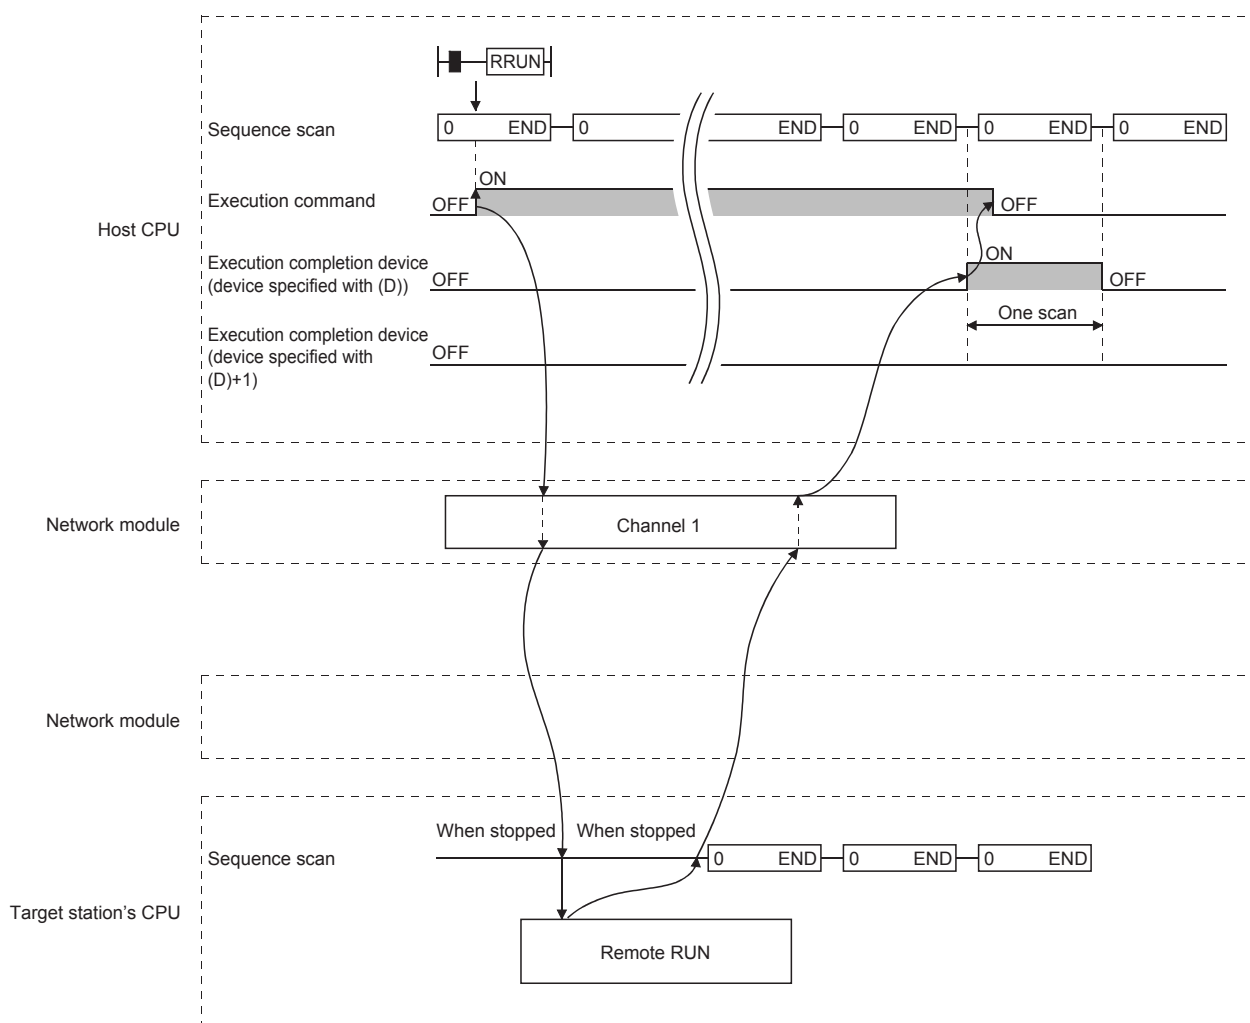 RRUN
Sequence scan
0 END 0 END 0 END 0 END 0 END
ON
Execution command
OFF OFF
Host CPU
ON
Execution completion device
(device specified with (D))
OFF OFF
One scan
Execution completion device
(device specified with
(D)+1)
OFF
Network module
Channel 1
Network module
When stopped When stopped
Sequence scan
0 END 0 END 0 END
Target station's CPU
Remote RUN